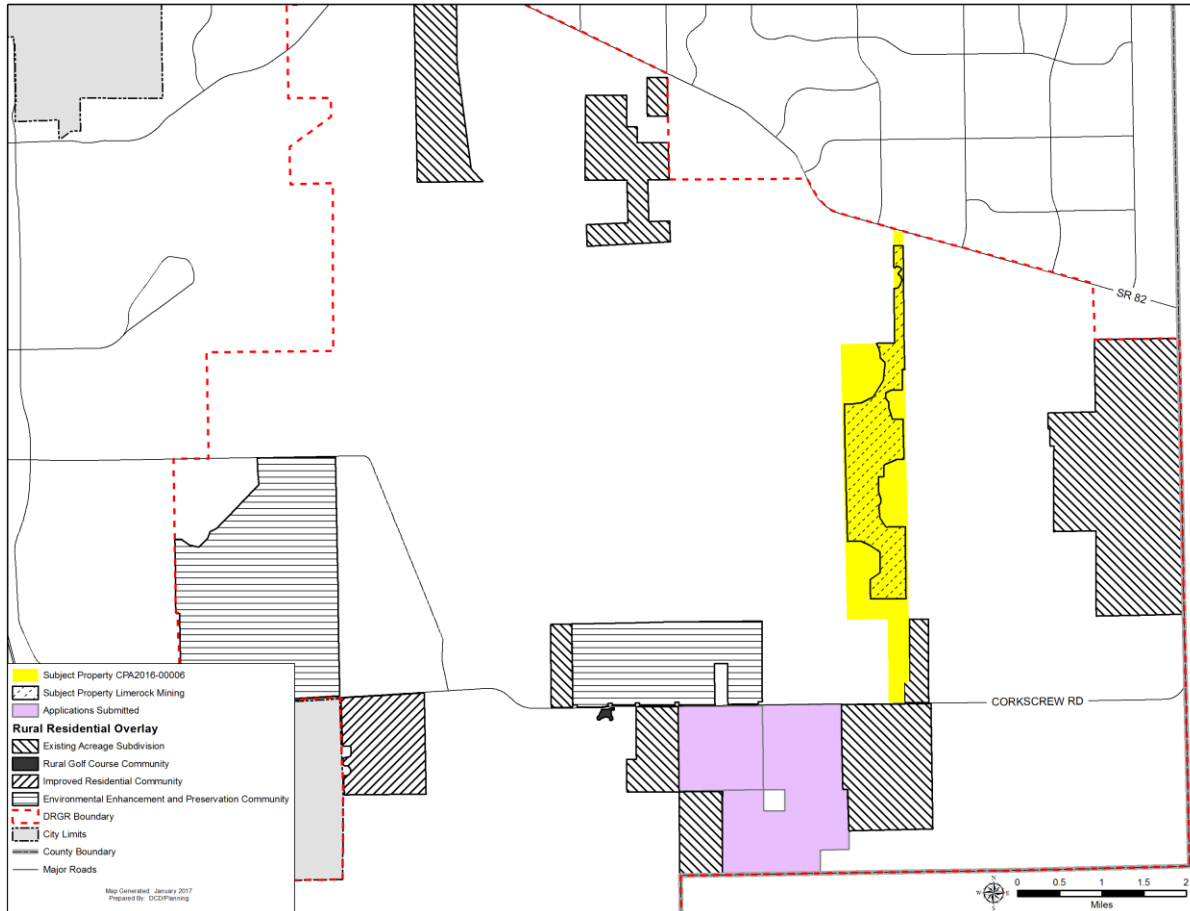 SR 82
CORKSCREW RD
Subject Property CPA2016-00006
Subject Property Limerock Mining
Applications Submitted
Rural Residential Overlay
Existing Acreage Subdivision
Rural Golf Course Community
Improved Residential Community
Environmental Enhancement and Preservation Community
DRGR Boundary
City Limits
County Boundary
Major Roads
Map Generated: January 2017
Prepared By: DCD/Planning
N
W E
S
0 0.5 1 1.5 2
Miles